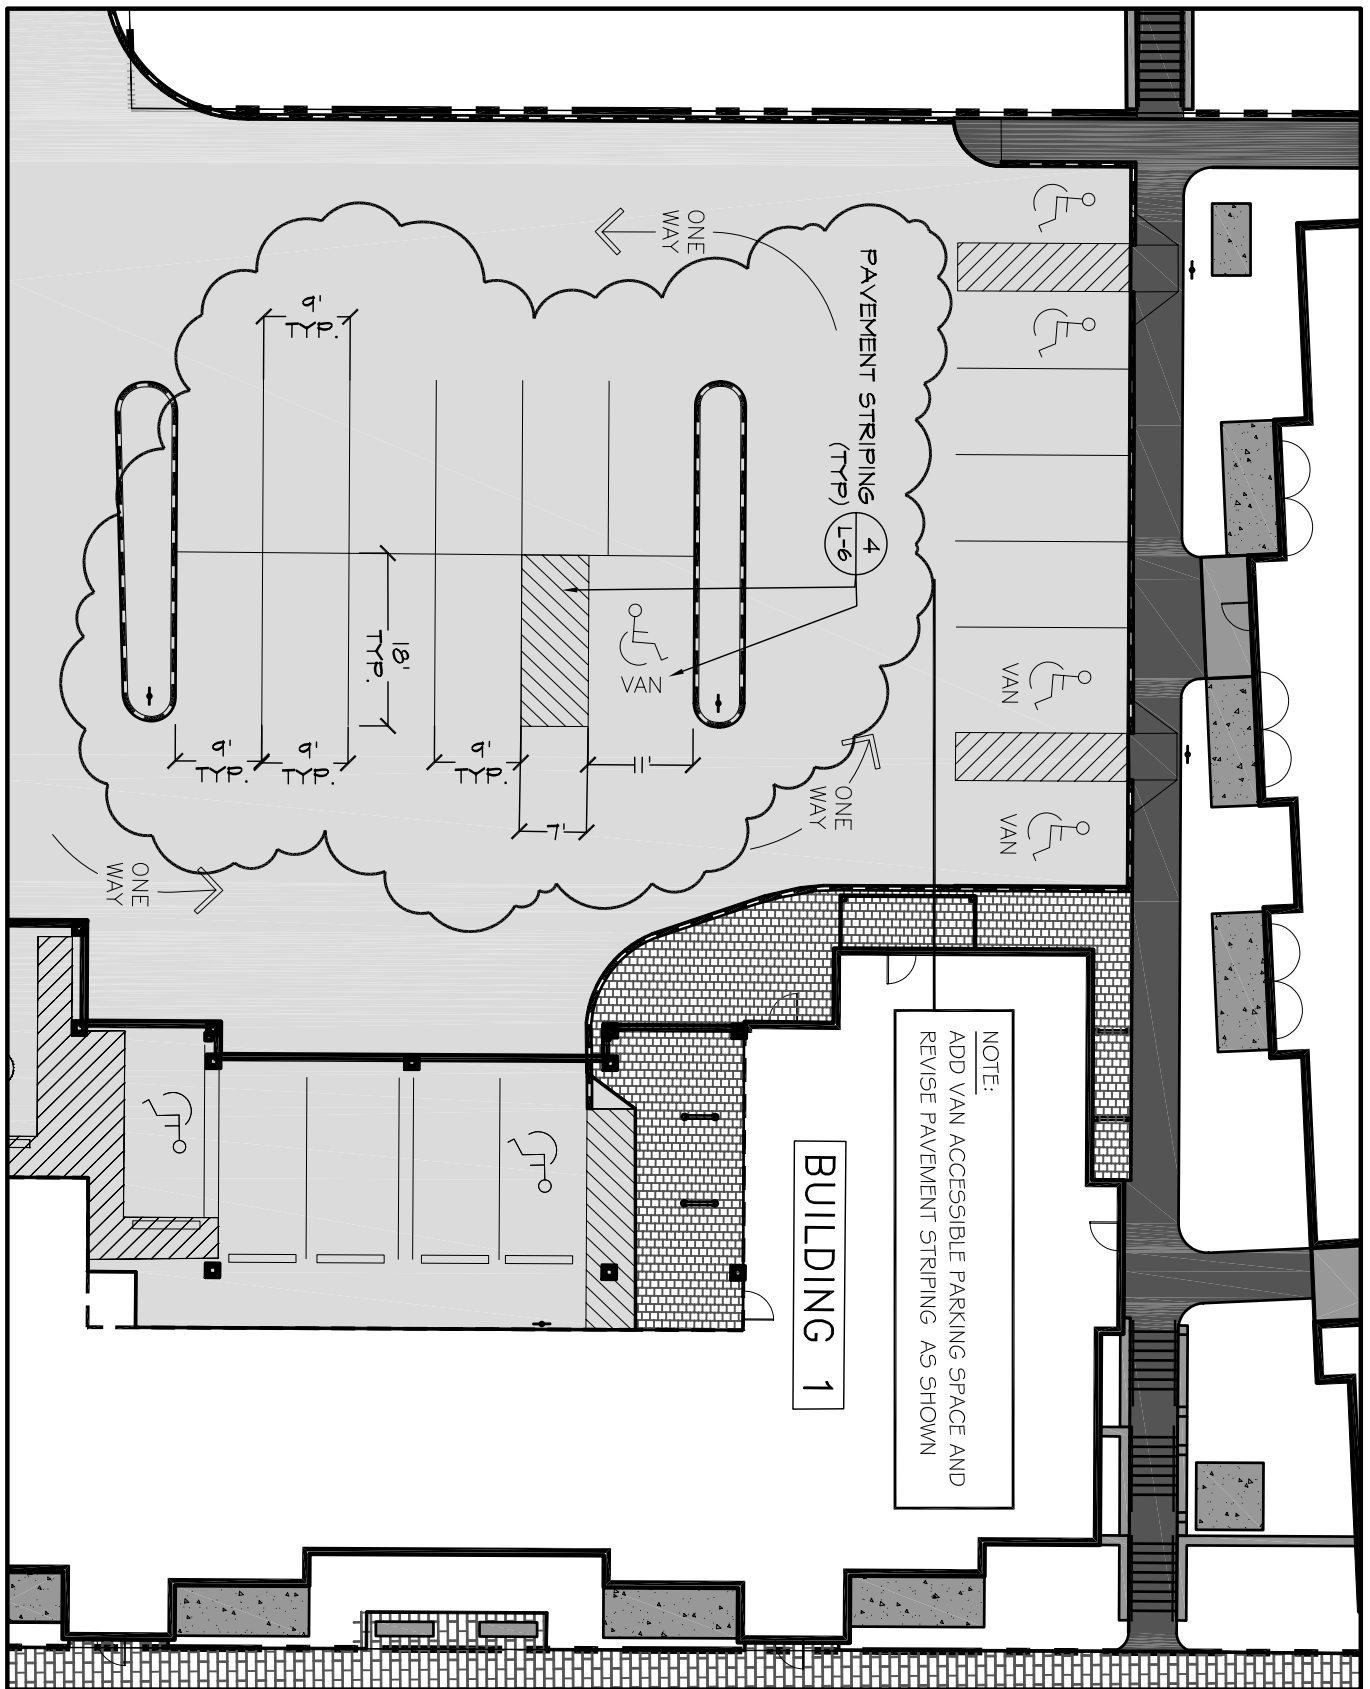 ONE
WAY
PAVEMENT STRIPING
(TYP)
4
L-6
9'
TYP.
18'
TYP.
VAN
VAN
VAN
9'
TYP.
9'
TYP.
9'
TYP.
11'
7'
ONE
WAY
ONE
WAY
NOTE:
ADD VAN ACCESSIBLE PARKING SPACE AND
REVISE PAVEMENT STRIPING AS SHOWN
BUILDING 1